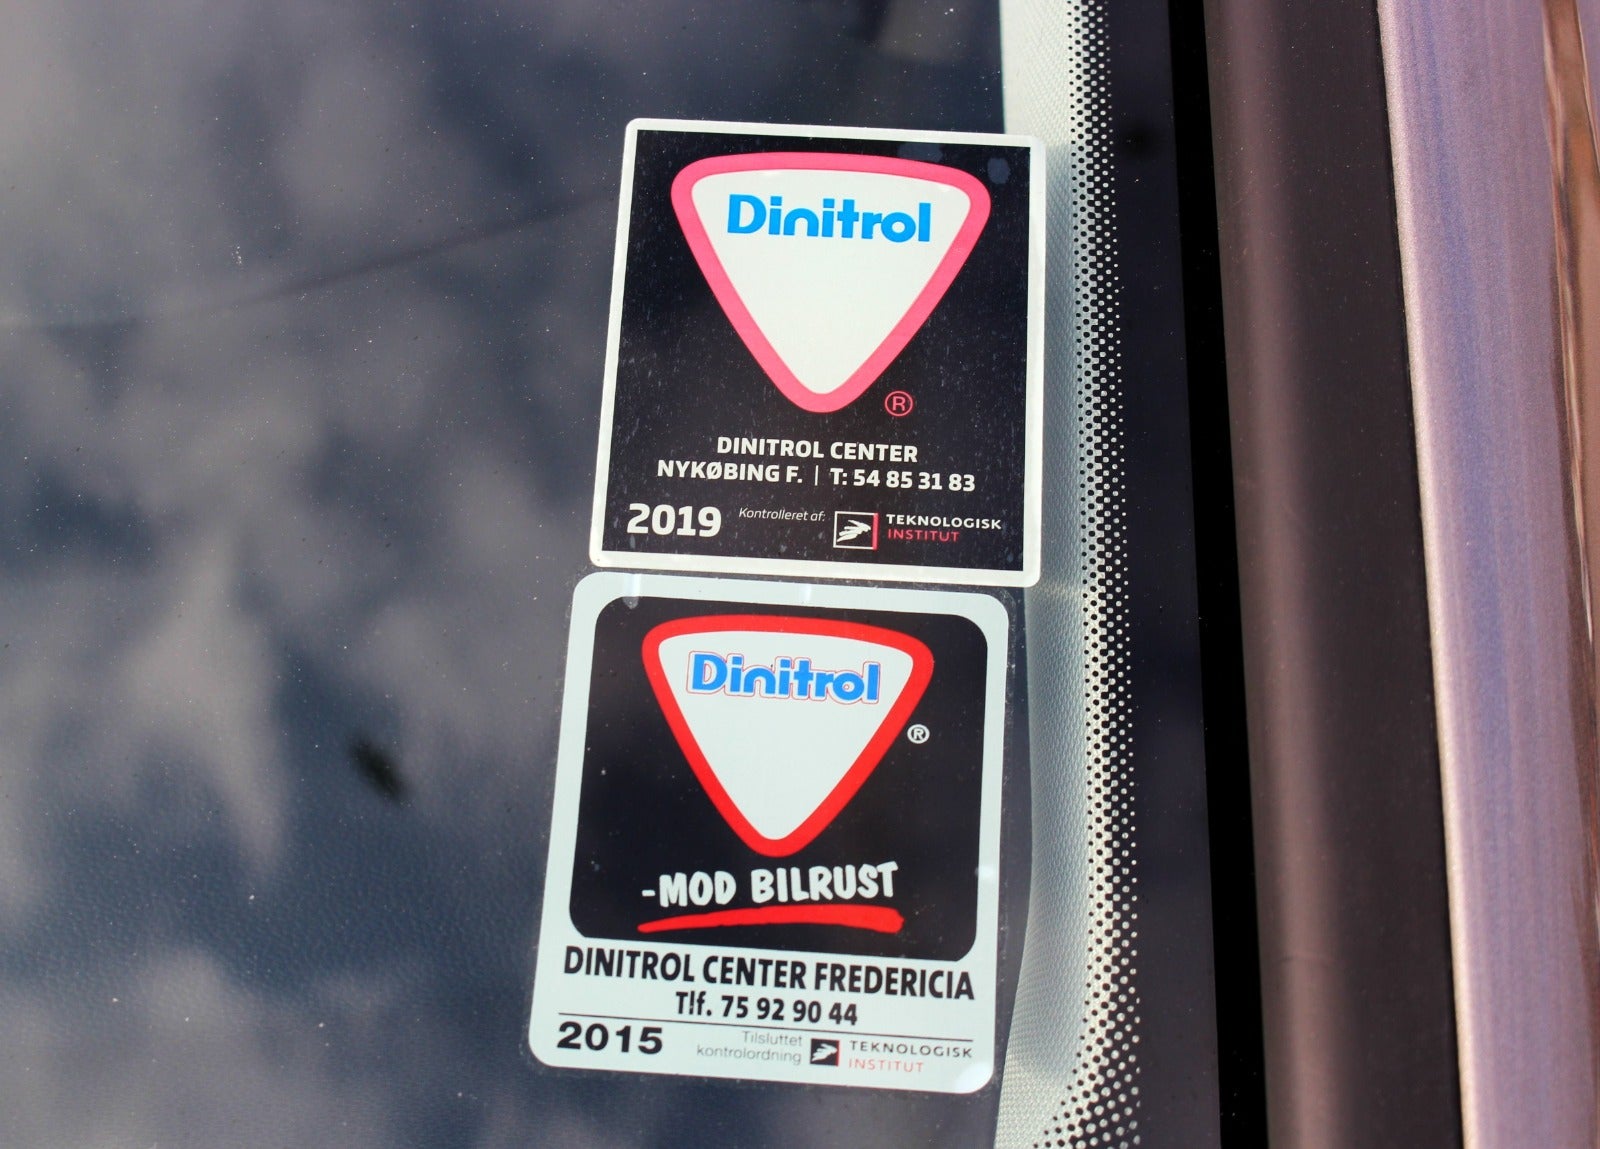 Dinitrol
®
DINITROL CENTER
NYKØBING F. | T: 54 85 31 83
2019 Kontrolleret af: TEKNOLOGISK
INSTITUT
Dinitrol
®
-MOD BILRUST
DINITROL CENTER FREDERICIA
Tlf. 75 92 90 44
2015 Tilsluttet
kontrolordning TEKNOLOGISK
INSTITUT